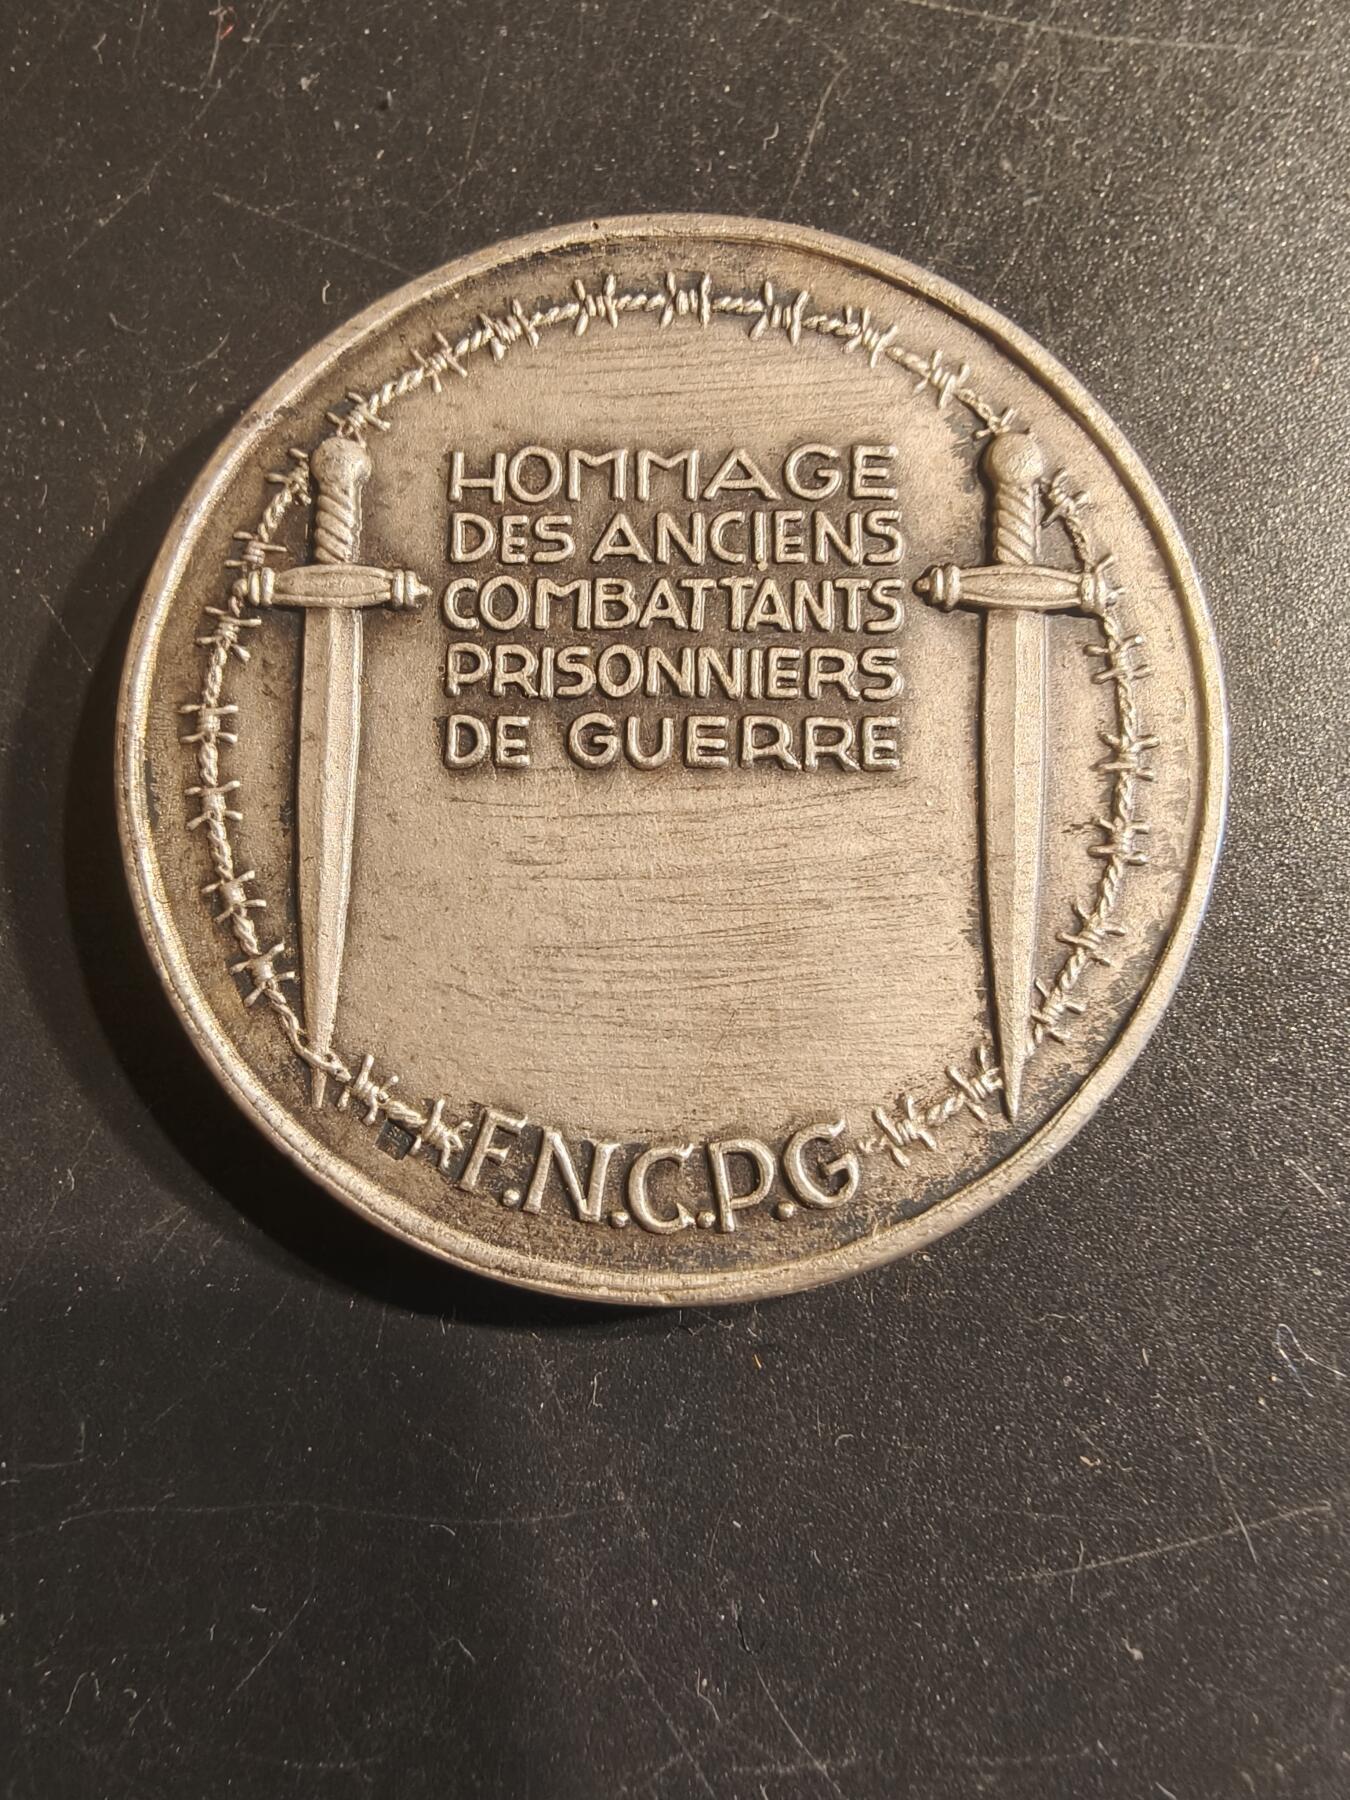 HOMMAGE
DES ANCIENS
COMBATTANTS
PRISONNIERS
DE GUERRE
F.N.C.P.G